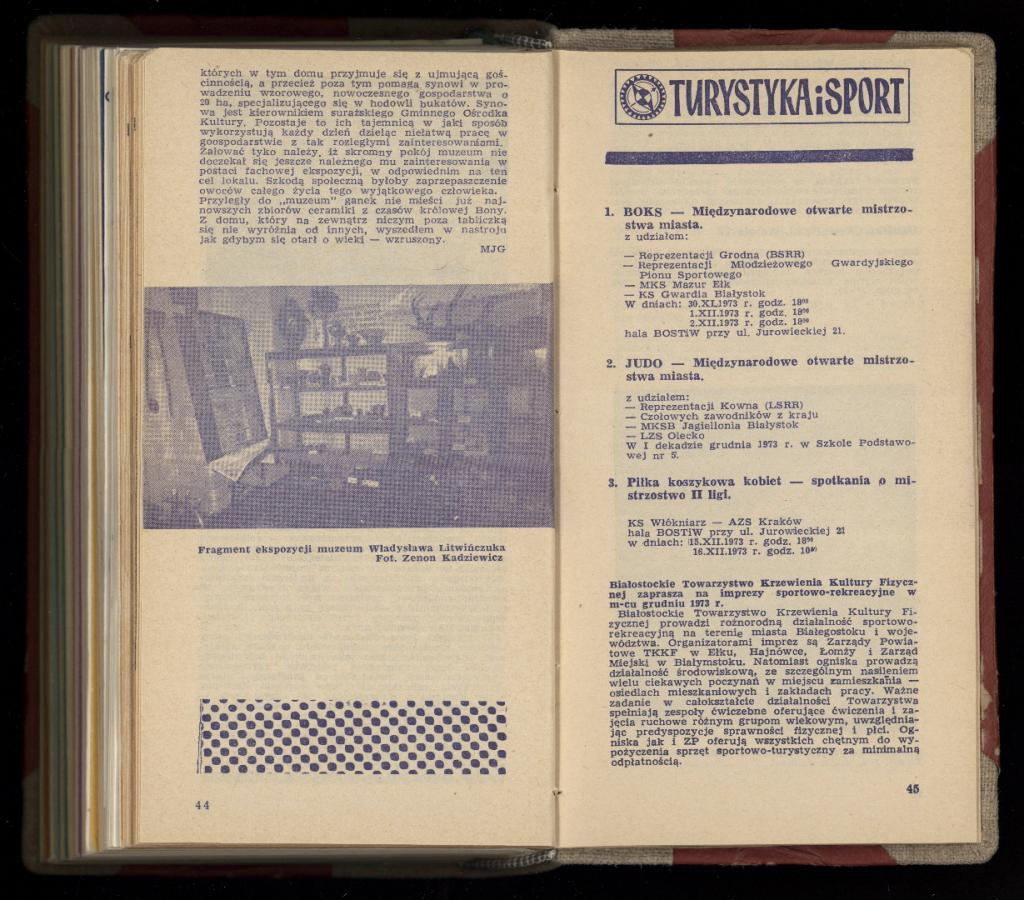 których w tym domu przyjmuje się z ujmującą goś-
cinnością, a przecież poza tym pomagą synowi w pro-
wadzeniu wzorowego, nowoczesnego gospodarstwa o
20 ha, specjalizującego się w hodowli bukatów. Syno-
wa jest kierownikiem surażskiego Gminnego Ośrodka
Kultury. Pozostaje to ich tajemnicą w jaki sposób
wykorzystują każdy dzień dzieląc niełatwą pracę w
goospodarstwie z tak rozległymi zainteresowaniami.
Żałować tyko należy, iż skromny pokój muzeum nie
doczekał się jeszcze należnego mu zainteresowania w
postaci fachowej ekspozycji, w odpowiednim na ten
cel lokalu. Szkodą społeczną byłoby zaprzepaszczenie
owoców całego życia tego wyjątkowego człowieka.
Przyległy do „muzeum" ganek nie mieści już naj-
nowszych zbiorów ceramiki z czasów królowej Bony.
Z domu, który na zewnątrz niczym poza tabliczką
się nie wyróżnia od innych, wyszedłem w nastroju
jak gdybym się otarł o wieki — wzruszony.
MJG
Fragment ekspozycji muzeum Władysława Litwińczuka
Fot. Zenon Kadziewicz
44
TURYSTYKA i SPORT
1. BOKS — Międzynarodowe otwarte mistrzo-
stwa miasta.
z udziałem:
— Reprezentacji Grodna (BSRR)
— Reprezentacji Młodzieżowego Gwardyjskiego
Pionu Sportowego
— MKS Mazur Ełk
— KS Gwardia Białystok
W dniach: 30.XI.1973 r. godz. 18⁰⁰
1.XII.1973 r. godz. 18⁰⁰
2.XII.1973 r. godz. 18⁰⁰
hala BOSTiW przy ul. Jurowieckiej 21.
2. JUDO — Międzynarodowe otwarte mistrzo-
stwa miasta.
z udziałem:
— Reprezentacji Kowna (LSRR)
— Czołowych zawodników z kraju
— MKSB Jagiellonia Białystok
— LZS Olecko
W I dekadzie grudnia 1973 r. w Szkole Podstawo-
wej nr 5.
3. Piłka koszykowa kobiet — spotkania o mi-
strzostwo II ligi.
KS Włókniarz — AZS Kraków
hala BOSTiW przy ul. Jurowieckiej 21
w dniach: 15.XII.1973 r. godz. 18⁰⁰
16.XII.1973 r. godz. 10⁰⁰
Białostockie Towarzystwo Krzewienia Kultury Fizycz-
nej zaprasza na imprezy sportowo-rekreacyjne w
m-cu grudniu 1973 r.
Białostockie Towarzystwo Krzewienia Kultury Fi-
zycznej prowadzi rożnorodną działalność sportowo-
rekreacyjną na terenie miasta Białegostoku i woje-
wództwa. Organizatorami imprez są Zarządy Powia-
towe TKKF w Ełku, Hajnówce, Łomży i Zarząd
Miejski w Białymstoku. Natomiast ogniska prowadzą
działalność środowiskową, ze szczególnym nasileniem
wielu ciekawych poczynań w miejscu zamieszkania —
osiedlach mieszkaniowych i zakładach pracy. Ważne
zadanie w całokształcie działalności Towarzystwa
spełniają zespoły ćwiczebne oferujące ćwiczenia i za-
jęcia ruchowe różnym grupom wiekowym, uwzględnia-
jąc predyspozycje sprawności fizycznej i płci. Og-
niska jak i ZP oferują wszystkich chętnym do wy-
pożyczenia sprzęt sportowo-turystyczny za minimalną
odpłatnością.
45